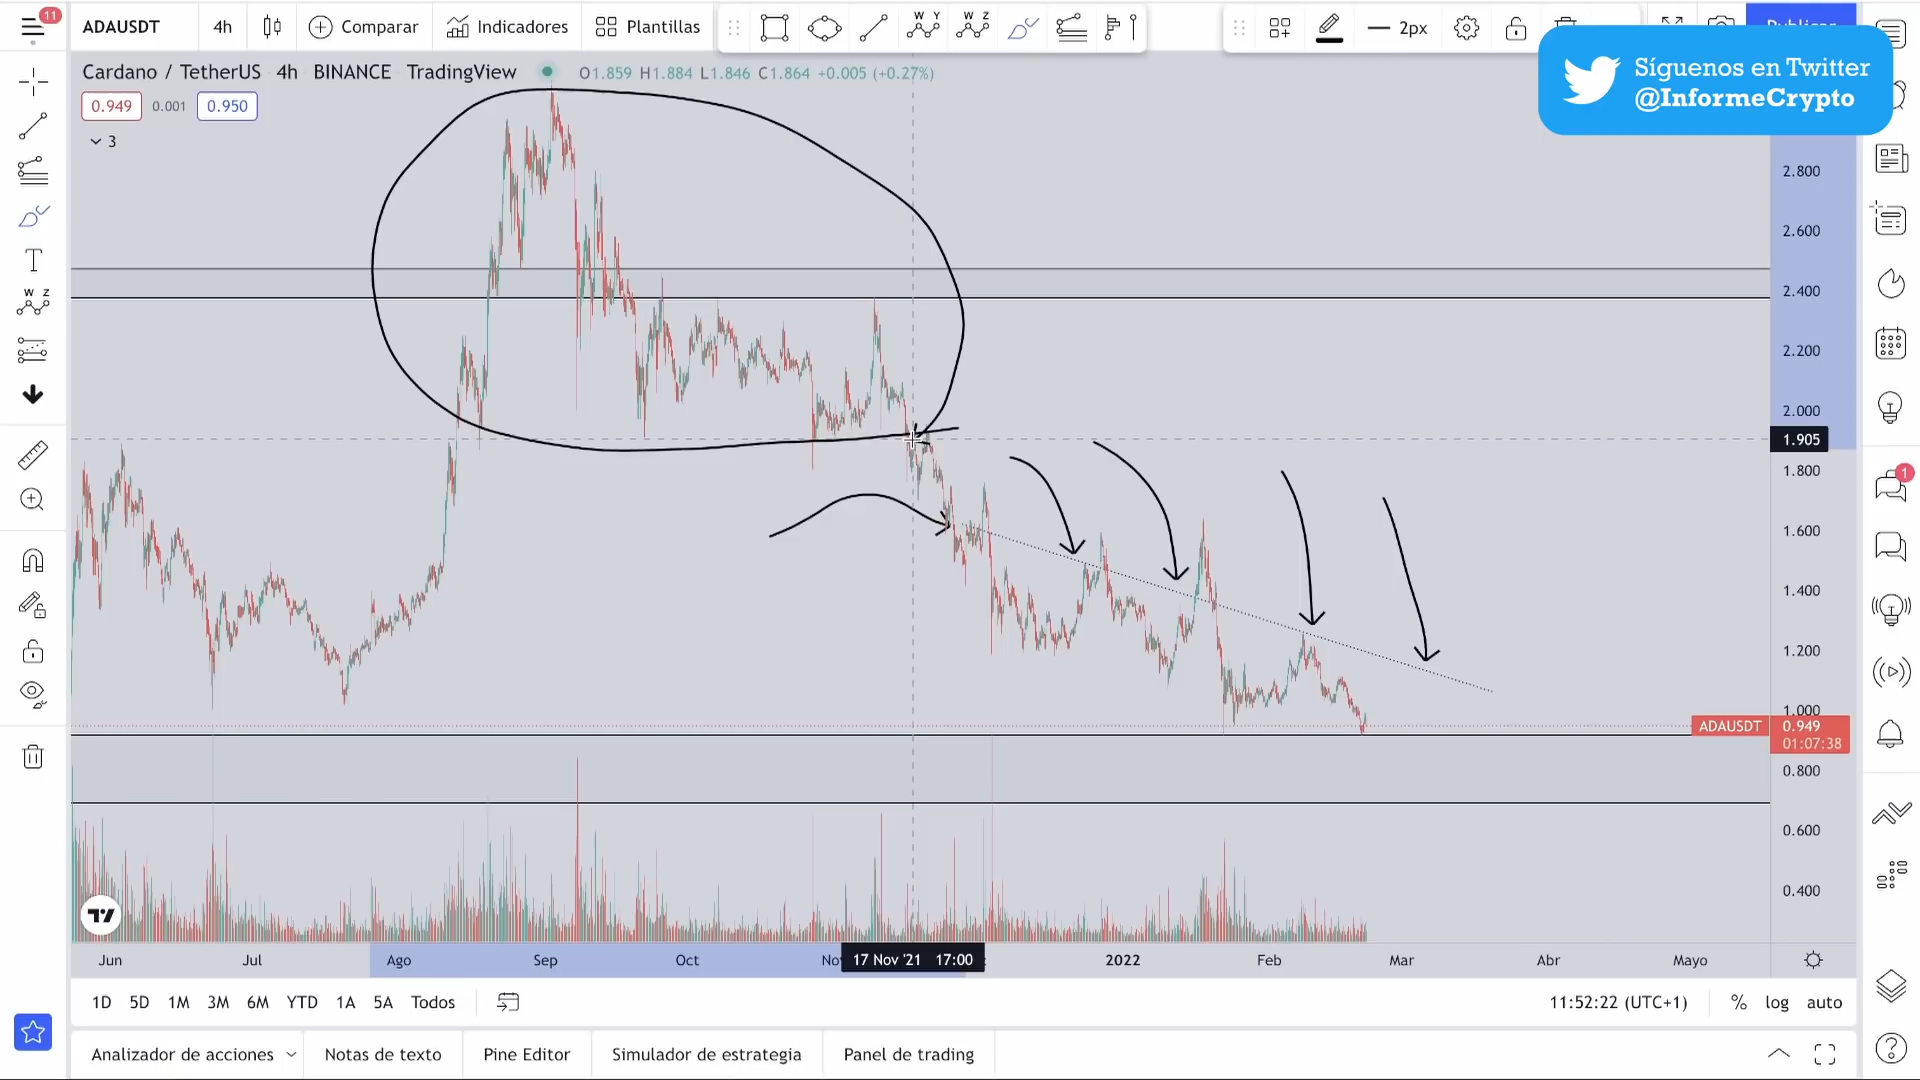 11
ADAUSDT
4h
Comparar
Indicadores
Plantillas
W Y
W Z
2px
Cardano / TetherUS 4h BINANCE TradingView
O1.859 H1.884 L1.846 C1.864 +0.005 (+0.27%)
0.949 0.001 0.950
3
Síguenos en Twitter
@InformeCrypto
W Z
2.800
2.600
2.400
2.200
2.000
1.905
1.800
1.600
1.400
1.200
1.000
ADAUSDT 0.949
01:07:38
0.800
0.600
0.400
1
Jun Jul Ago Sep Oct 17 Nov '21 17:00 2022 Feb Mar Abr Mayo
1D 5D 1M 3M 6M YTD 1A 5A Todos
11:52:22 (UTC+1) % log auto
Analizador de acciones Notas de texto Pine Editor Simulador de estrategia Panel de trading